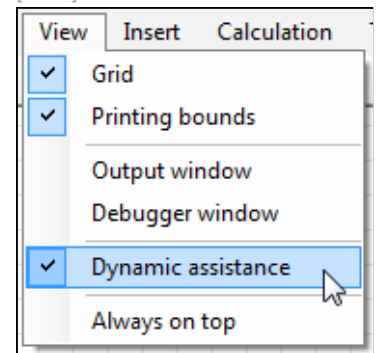 View Insert Calculation
Grid
Printing bounds
Output window
Debugger window
Dynamic assistance
Always on top